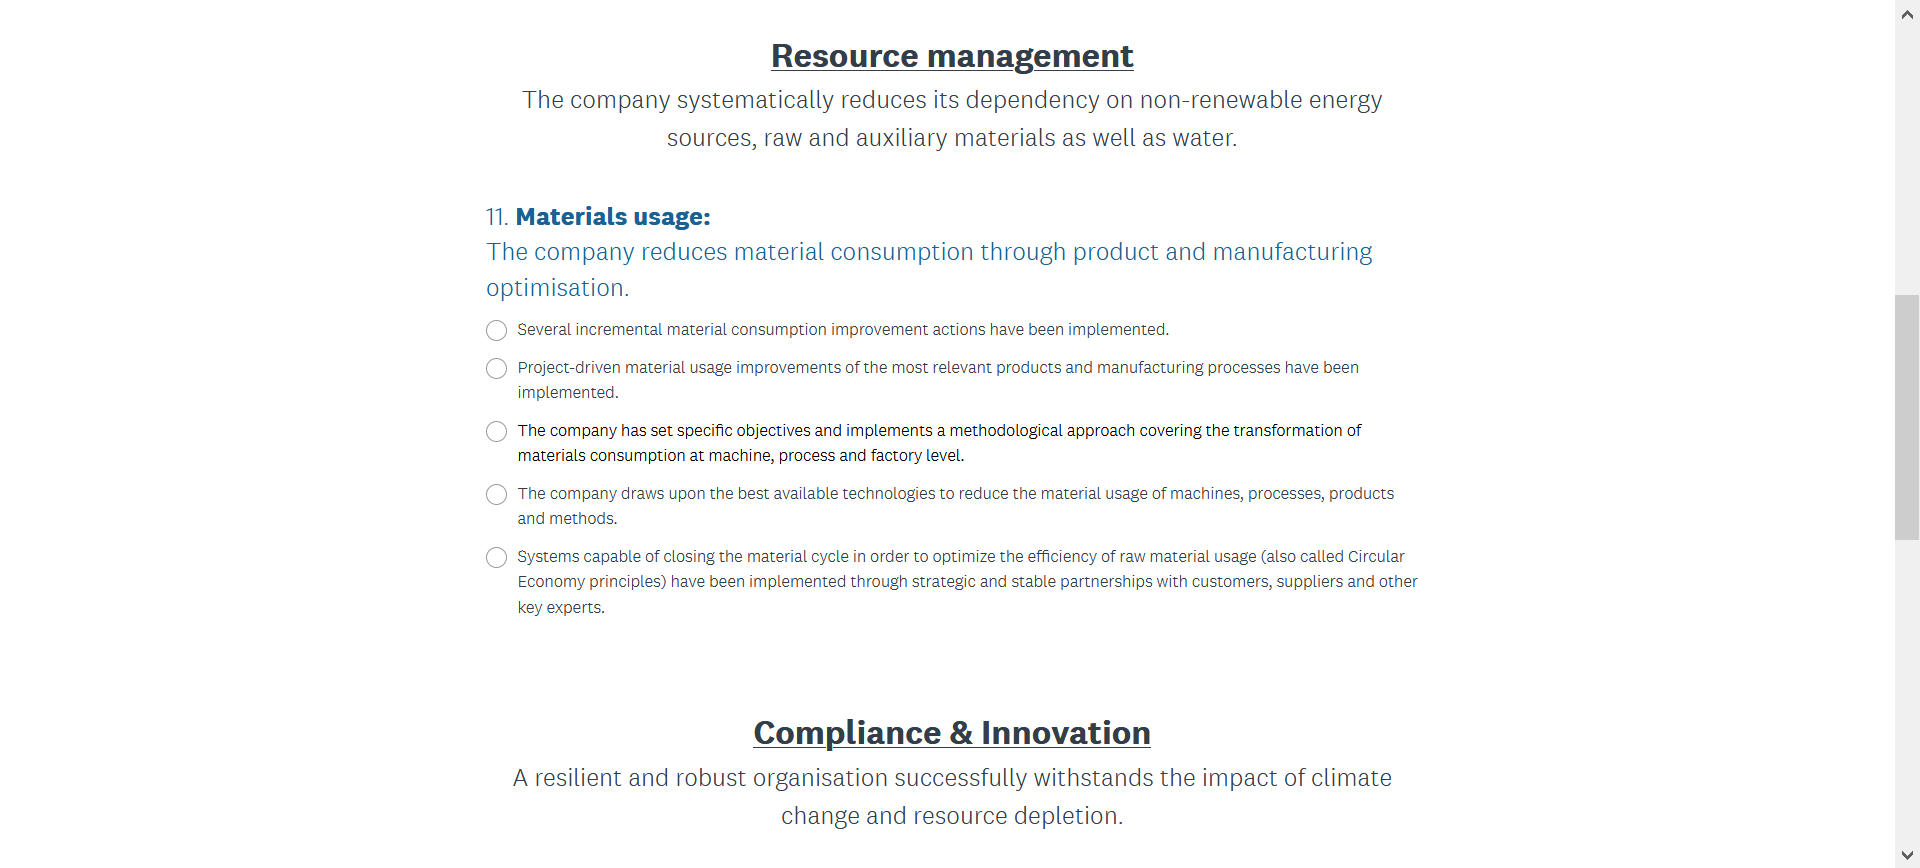 Resource management
The company systematically reduces its dependency on non-renewable energy
sources, raw and auxiliary materials as well as water.
11. Materials usage:
The company reduces material consumption through product and manufacturing
optimisation.
Several incremental material consumption improvement actions have been implemented.
Project-driven material usage improvements of the most relevant products and manufacturing processes have been
implemented.
The company has set specific objectives and implements a methodological approach covering the transformation of
materials consumption at machine, process and factory level.
The company draws upon the best available technologies to reduce the material usage of machines, processes, products
and methods.
Systems capable of closing the material cycle in order to optimize the efficiency of raw material usage (also called Circular
Economy principles) have been implemented through strategic and stable partnerships with customers, suppliers and other
key experts.
Compliance & Innovation
A resilient and robust organisation successfully withstands the impact of climate
change and resource depletion.